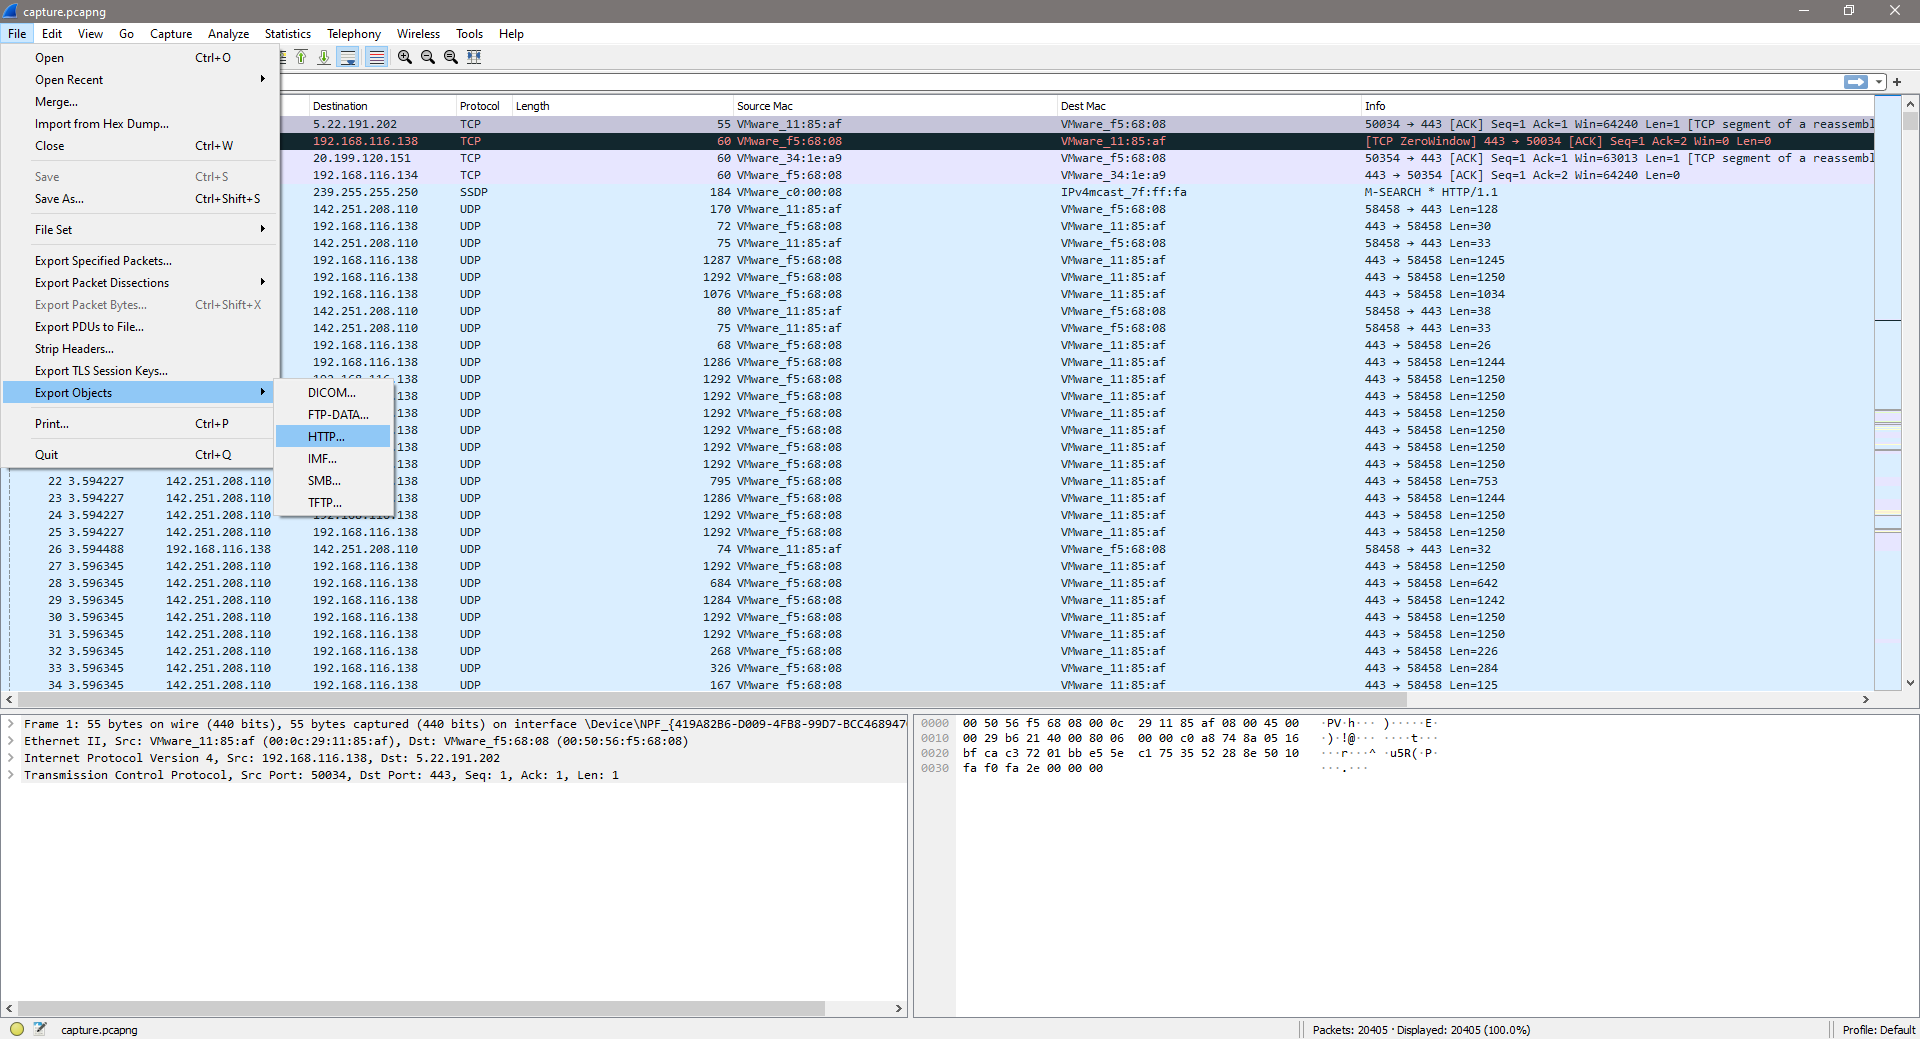 capture.pcapng
File Edit View Go Capture Analyze Statistics Telephony Wireless Tools Help
Open Ctrl+O
Open Recent
Merge...
Import from Hex Dump...
Close Ctrl+W
Save Ctrl+S
Save As... Ctrl+Shift+S
File Set
Export Specified Packets...
Export Packet Dissections
Export Packet Bytes... Ctrl+Shift+X
Export PDUs to File...
Strip Headers...
Export TLS Session Keys...
Export Objects
Print... Ctrl+P
Quit Ctrl+Q
DICOM...
FTP-DATA...
HTTP...
IMF...
SMB...
TFTP...
Destination Protocol Length Source Mac Dest Mac Info
5.22.191.202 TCP 55 VMware_11:85:af VMware_f5:68:08 50034 → 443 [ACK] Seq=1 Ack=1 Win=64240 Len=1 [TCP segment of a reassembl
192.168.116.138 TCP 60 VMware_f5:68:08 VMware_11:85:af [TCP ZeroWindow] 443 → 50034 [ACK] Seq=1 Ack=2 Win=0 Len=0
20.199.120.151 TCP 60 VMware_34:1e:a9 VMware_f5:68:08 50354 → 443 [ACK] Seq=1 Ack=1 Win=63013 Len=1 [TCP segment of a reassembl
192.168.116.134 TCP 60 VMware_f5:68:08 VMware_34:1e:a9 443 → 50354 [ACK] Seq=1 Ack=2 Win=64240 Len=0
239.255.255.250 SSDP 184 VMware_c0:00:08 IPv4mcast_7f:ff:fa M-SEARCH * HTTP/1.1
142.251.208.110 UDP 170 VMware_11:85:af VMware_f5:68:08 58458 → 443 Len=128
192.168.116.138 UDP 72 VMware_f5:68:08 VMware_11:85:af 443 → 58458 Len=30
142.251.208.110 UDP 75 VMware_11:85:af VMware_f5:68:08 58458 → 443 Len=33
192.168.116.138 UDP 1287 VMware_f5:68:08 VMware_11:85:af 443 → 58458 Len=1245
192.168.116.138 UDP 1292 VMware_f5:68:08 VMware_11:85:af 443 → 58458 Len=1250
192.168.116.138 UDP 1076 VMware_f5:68:08 VMware_11:85:af 443 → 58458 Len=1034
142.251.208.110 UDP 80 VMware_11:85:af VMware_f5:68:08 58458 → 443 Len=38
142.251.208.110 UDP 75 VMware_11:85:af VMware_f5:68:08 58458 → 443 Len=33
192.168.116.138 UDP 68 VMware_f5:68:08 VMware_11:85:af 443 → 58458 Len=26
192.168.116.138 UDP 1286 VMware_f5:68:08 VMware_11:85:af 443 → 58458 Len=1244
192.168.116.138 UDP 1292 VMware_f5:68:08 VMware_11:85:af 443 → 58458 Len=1250
.138 UDP 1292 VMware_f5:68:08 VMware_11:85:af 443 → 58458 Len=1250
.138 UDP 1292 VMware_f5:68:08 VMware_11:85:af 443 → 58458 Len=1250
.138 UDP 1292 VMware_f5:68:08 VMware_11:85:af 443 → 58458 Len=1250
.138 UDP 1292 VMware_f5:68:08 VMware_11:85:af 443 → 58458 Len=1250
.138 UDP 1292 VMware_f5:68:08 VMware_11:85:af 443 → 58458 Len=1250
22 3.594227 142.251.208.110 .138 UDP 795 VMware_f5:68:08 VMware_11:85:af 443 → 58458 Len=753
23 3.594227 142.251.208.110 .138 UDP 1286 VMware_f5:68:08 VMware_11:85:af 443 → 58458 Len=1244
24 3.594227 142.251.208.110 192.168.116.138 UDP 1292 VMware_f5:68:08 VMware_11:85:af 443 → 58458 Len=1250
25 3.594227 142.251.208.110 192.168.116.138 UDP 1292 VMware_f5:68:08 VMware_11:85:af 443 → 58458 Len=1250
26 3.594488 192.168.116.138 142.251.208.110 UDP 74 VMware_11:85:af VMware_f5:68:08 58458 → 443 Len=32
27 3.596345 142.251.208.110 192.168.116.138 UDP 1292 VMware_f5:68:08 VMware_11:85:af 443 → 58458 Len=1250
28 3.596345 142.251.208.110 192.168.116.138 UDP 684 VMware_f5:68:08 VMware_11:85:af 443 → 58458 Len=642
29 3.596345 142.251.208.110 192.168.116.138 UDP 1284 VMware_f5:68:08 VMware_11:85:af 443 → 58458 Len=1242
30 3.596345 142.251.208.110 192.168.116.138 UDP 1292 VMware_f5:68:08 VMware_11:85:af 443 → 58458 Len=1250
31 3.596345 142.251.208.110 192.168.116.138 UDP 1292 VMware_f5:68:08 VMware_11:85:af 443 → 58458 Len=1250
32 3.596345 142.251.208.110 192.168.116.138 UDP 268 VMware_f5:68:08 VMware_11:85:af 443 → 58458 Len=226
33 3.596345 142.251.208.110 192.168.116.138 UDP 326 VMware_f5:68:08 VMware_11:85:af 443 → 58458 Len=284
34 3.596345 142.251.208.110 192.168.116.138 UDP 167 VMware_f5:68:08 VMware_11:85:af 443 → 58458 Len=125
Frame 1: 55 bytes on wire (440 bits), 55 bytes captured (440 bits) on interface \Device\NPF_{419A82B6-D009-4FB8-99D7-BCC468947
Ethernet II, Src: VMware_11:85:af (00:0c:29:11:85:af), Dst: VMware_f5:68:08 (00:50:56:f5:68:08)
Internet Protocol Version 4, Src: 192.168.116.138, Dst: 5.22.191.202
Transmission Control Protocol, Src Port: 50034, Dst Port: 443, Seq: 1, Ack: 1, Len: 1
0000 00 50 56 f5 68 08 00 0c 29 11 85 af 08 00 45 00 ·PV·h··· )·····E·
0010 00 29 b6 21 40 00 80 06 00 00 c0 a8 74 8a 05 16 ·)·!@··· ····t···
0020 bf ca c3 72 01 bb e5 5e c1 75 35 52 28 8e 50 10 ···r···^ ·u5R(·P·
0030 fa f0 fa 2e 00 00 00 ···.···
capture.pcapng
Packets: 20405 · Displayed: 20405 (100.0%)
Profile: Default